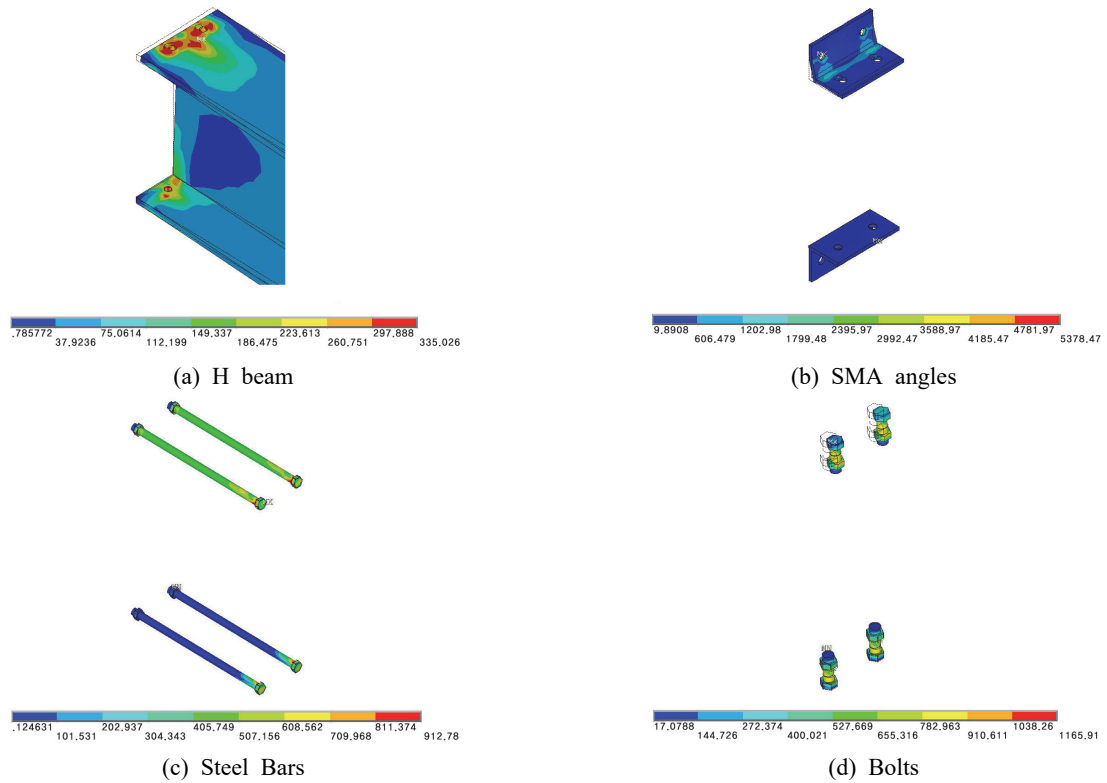 MX
.785772 75.0614 149.337 223.613 297.888
37.9236 112.199 186.475 260.751 335.026
9.8908 1202.98 2395.97 3588.97 4781.97
606.479 1799.48 2992.47 4185.47 5378.47
(a) H beam
(b) SMA angles
.124631 202.937 405.749 608.562 811.374
101.531 304.343 507.156 709.968 912.78
17.0788 272.374 527.669 782.963 1038.26
144.726 400.021 655.316 910.611 1165.91
(c) Steel Bars
(d) Bolts